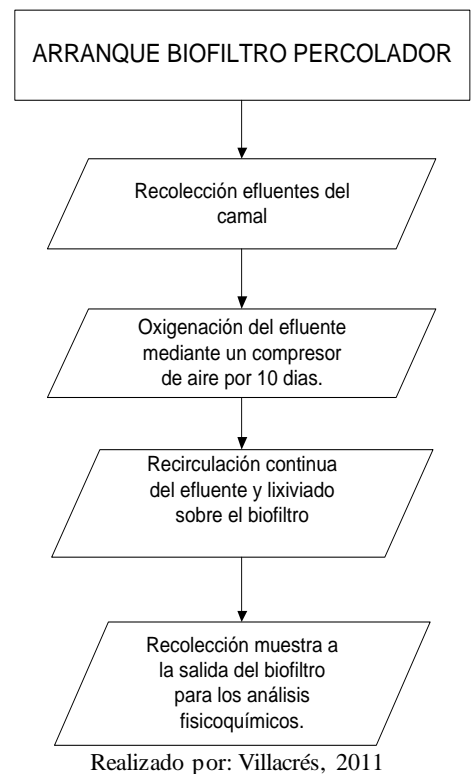 ARRANQUE BIOFILTRO PERCOLADOR
Recolección efluentes del
camal
Oxigenación del efluente
mediante un compresor
de aire por 10 dias.
Recirculación continua
del efluente y lixiviado
sobre el biofiltro
Recolección muestra a
la salida del biofiltro
para los análisis
fisicoquímicos.
Realizado por: Villacrés, 2011